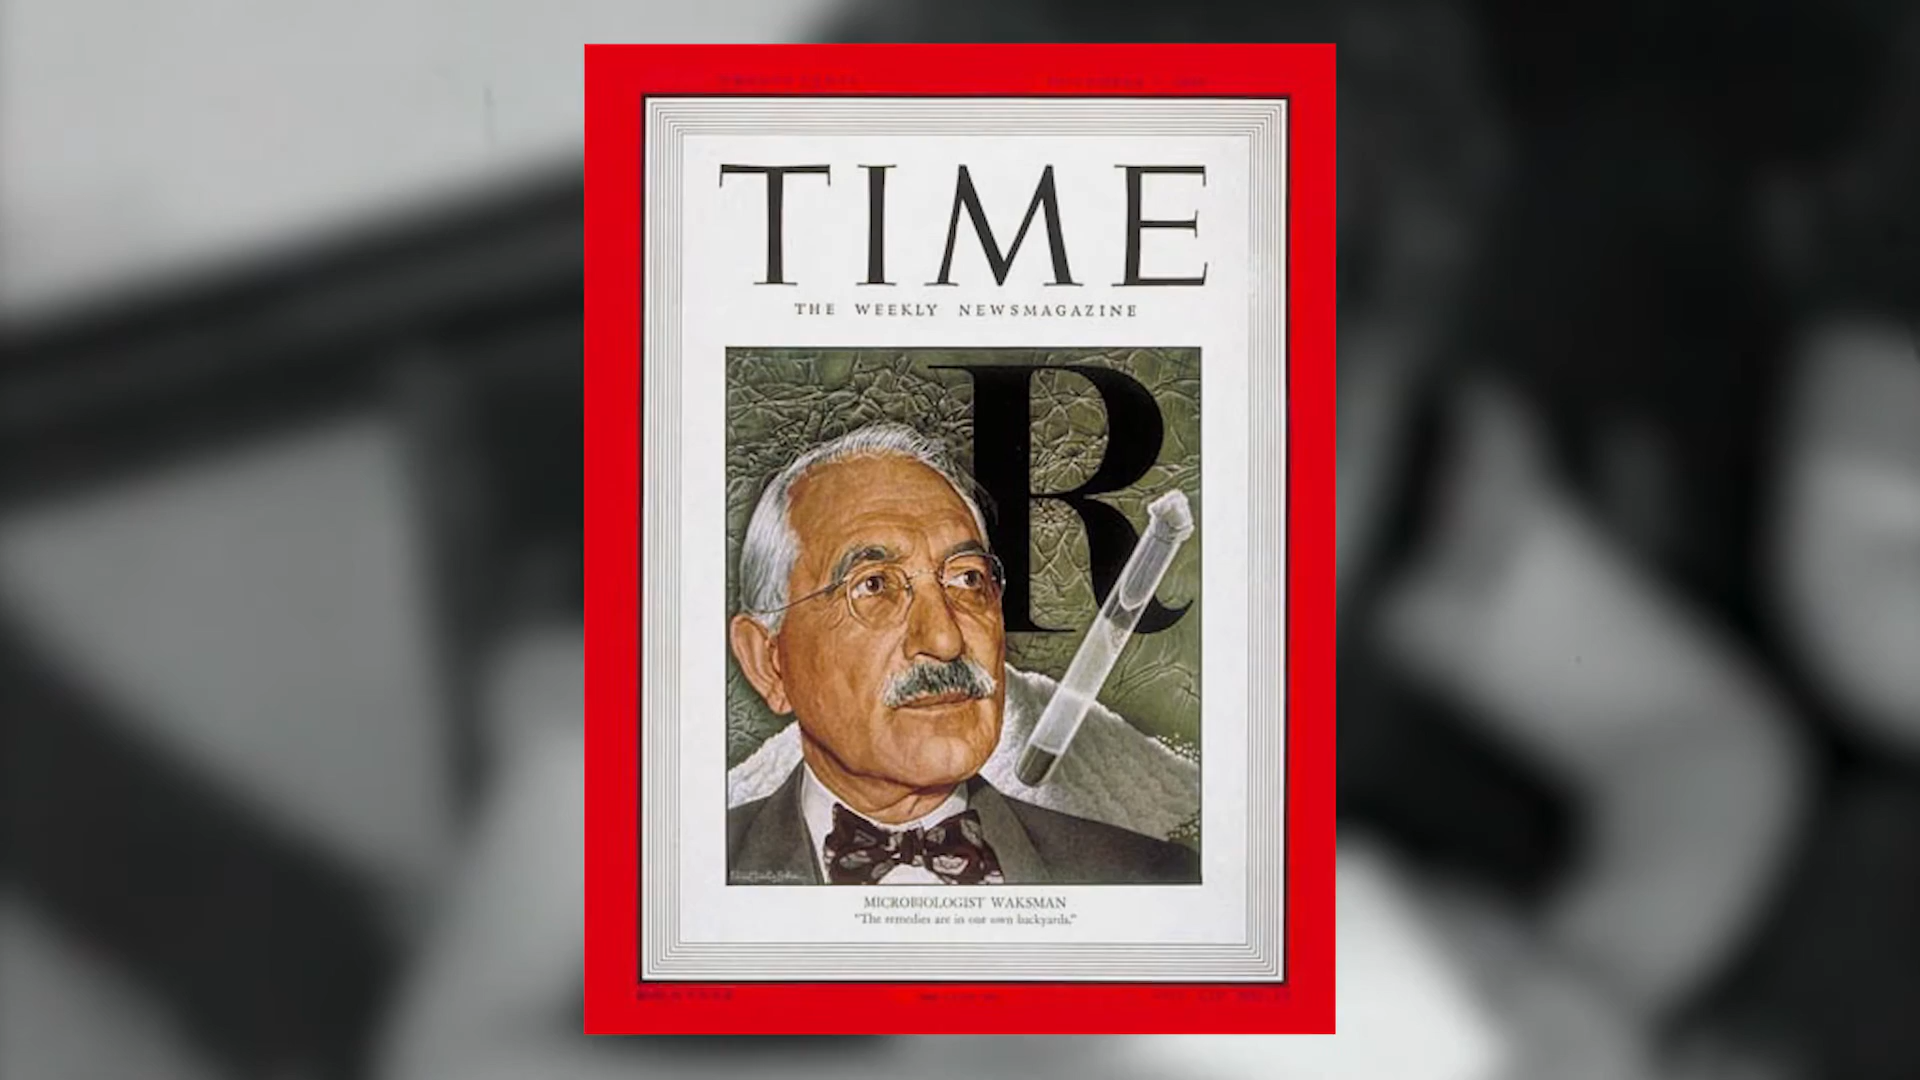 TIME
THE WEEKLY NEWSMAGAZINE
R
MICROBIOLOGIST WAKSMAN
"The remedies are in our own backyards."